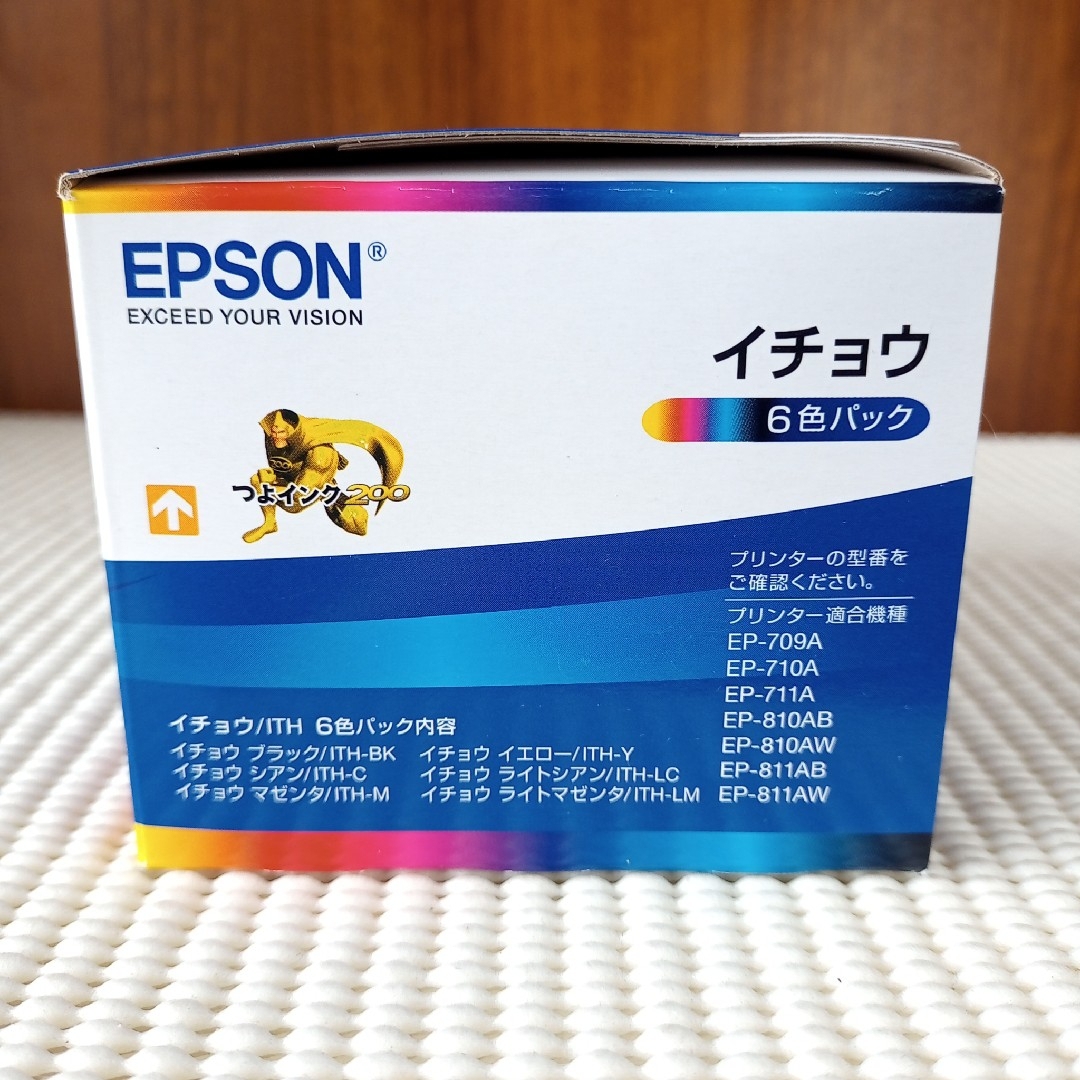 EPSON®
EXCEED YOUR VISION
イチョウ
6色パック
つよインク200
プリンターの型番を
ご確認ください。
プリンター適合機種
EP-709A
EP-710A
EP-711A
EP-810AB
EP-810AW
EP-811AB
EP-811AW
イチョウ/ITH 6色パック内容
イチョウ ブラック/ITH-BK イチョウ イエロー/ITH-Y
イチョウ シアン/ITH-C イチョウ ライトシアン/ITH-LC
イチョウ マゼンタ/ITH-M イチョウ ライトマゼンタ/ITH-LM